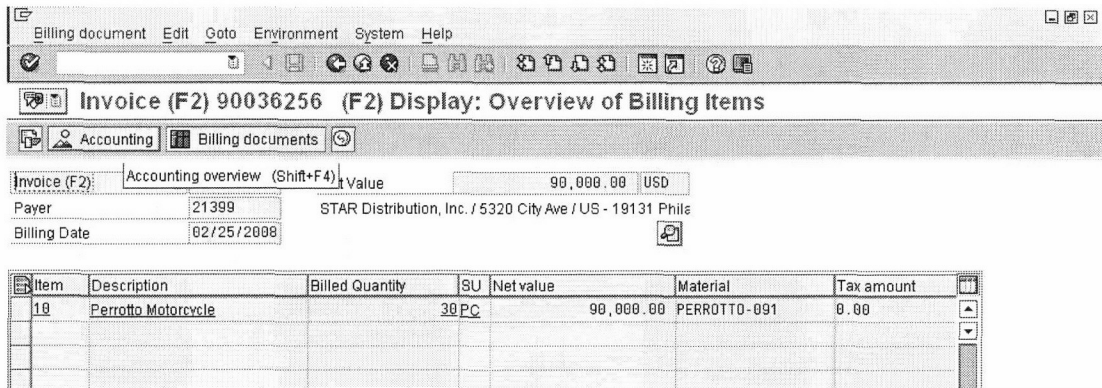 Billing document Edit Goto Environment System Help
Invoice (F2) 90036256 (F2) Display: Overview of Billing Items
Accounting Billing documents
Invoice (F2) Accounting overview (Shift+F4) t Value 90,000.00 USD
Payer 21399 STAR Distribution, Inc. / 5320 City Ave / US - 19131 Phila
Billing Date 02/25/2008
Item Description Billed Quantity SU Net value Material Tax amount
10 Perrotto Motorcycle 30 PC 90,000.00 PERROTTO-091 0.00